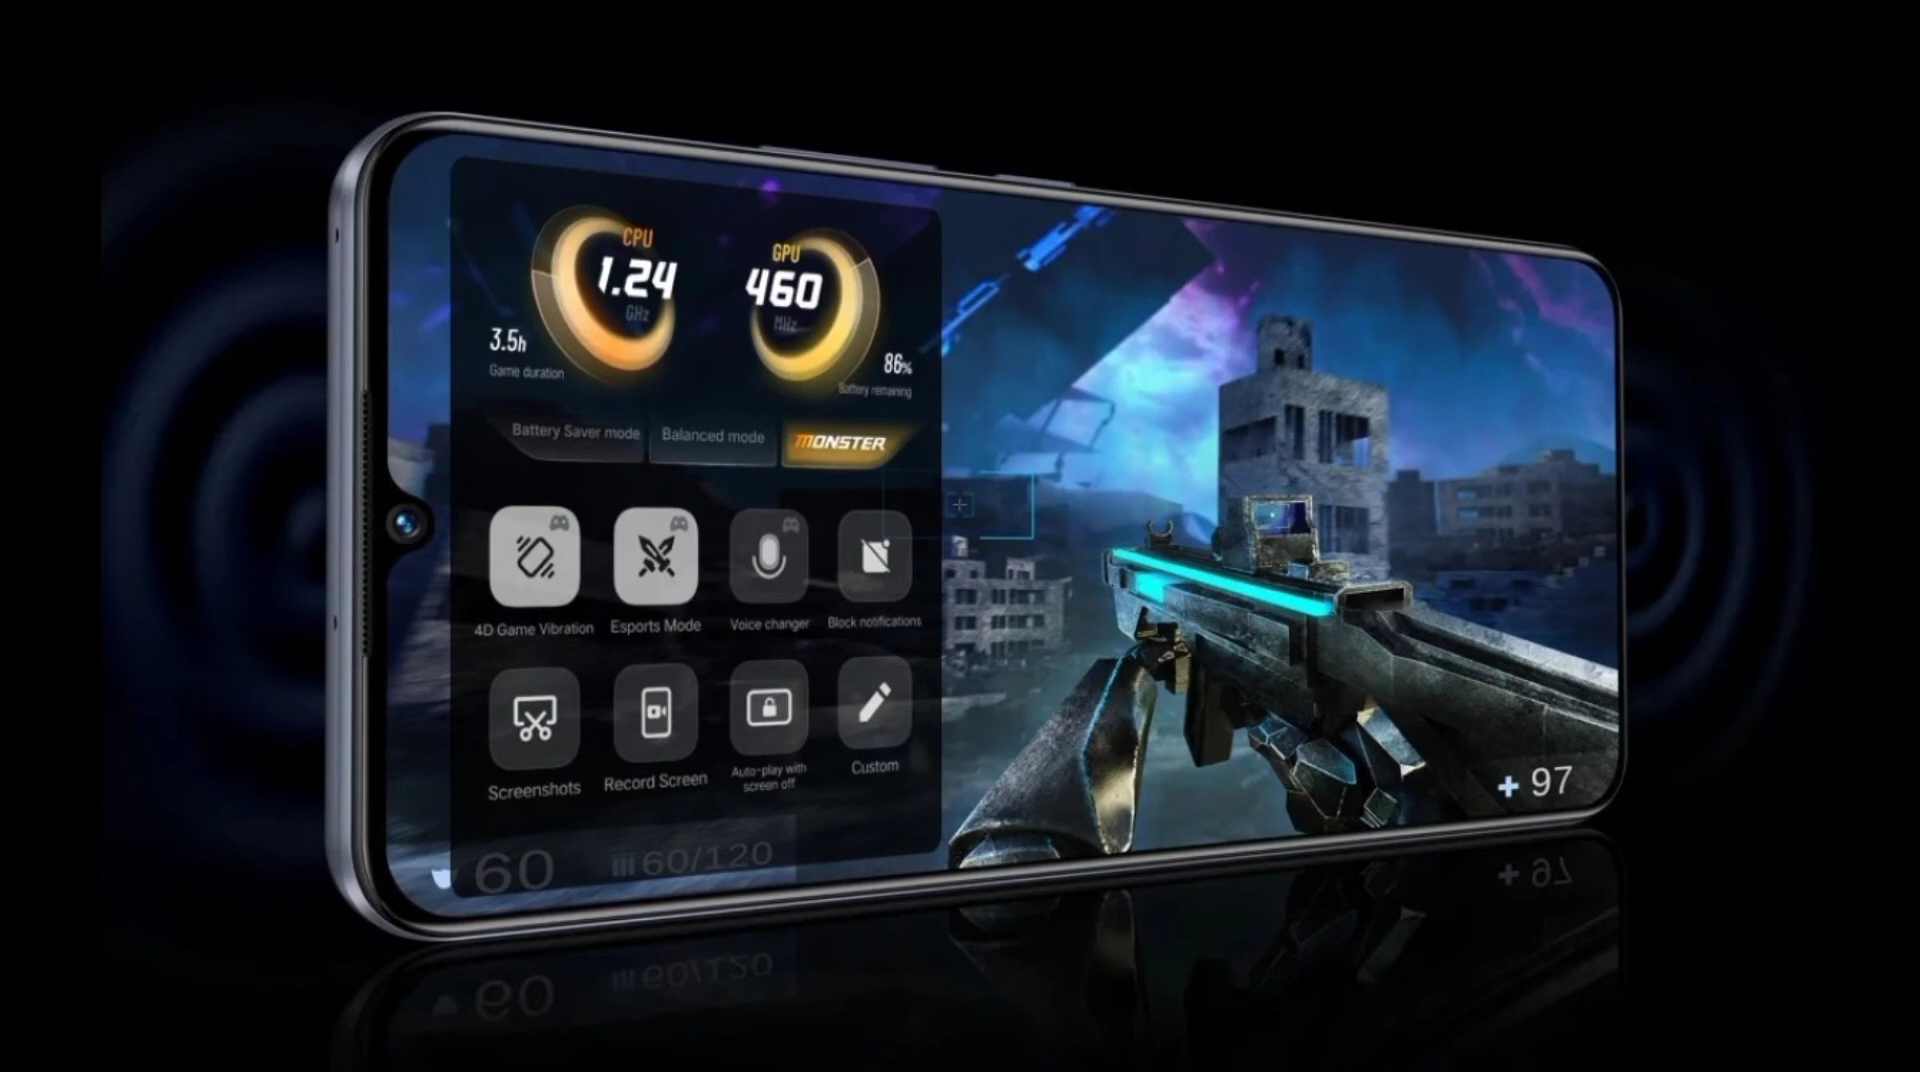 CPU
1.24
GHz
GPU
460
MHz
3.5h
Game duration
86%
Battery remaining
Battery Saver mode
Balanced mode
MONSTER
4D Game Vibration
Esports Mode
Voice changer
Block notifications
Screenshots
Record Screen
Auto-play with
screen off
Custom
60
60/120
+ 97